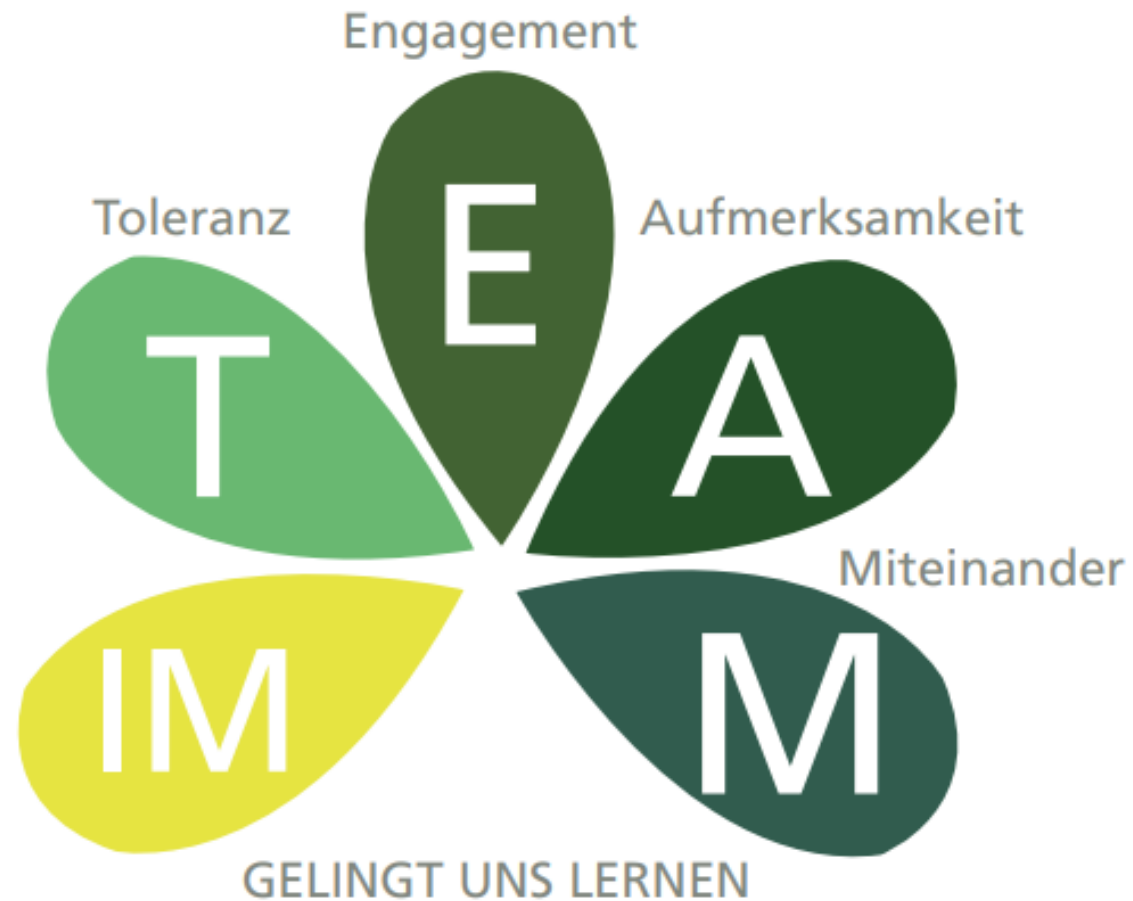 Engagement
Toleranz
Aufmerksamkeit
E
T
A
Miteinander
IM
M
GELINGT UNS LERNEN